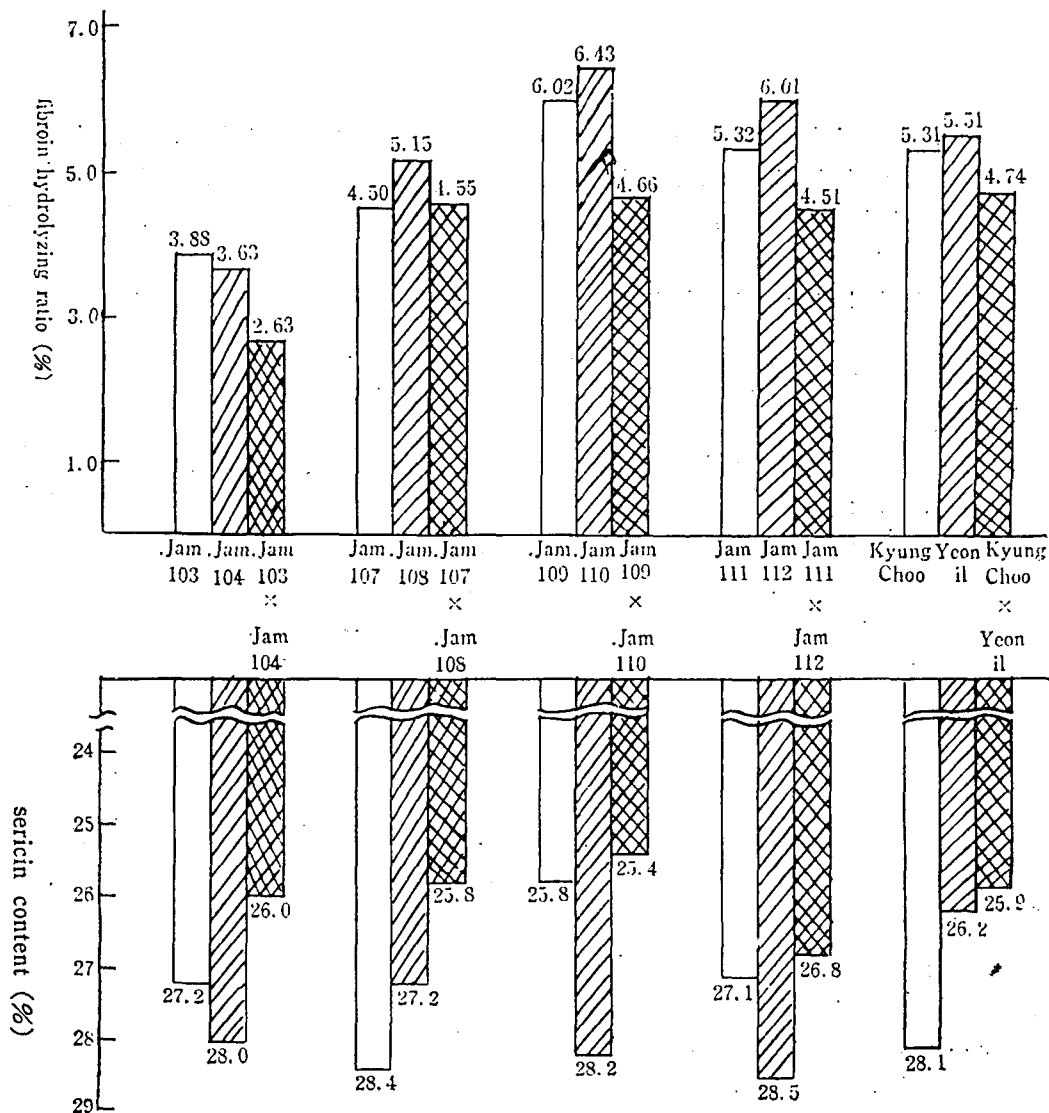 7.0
5.0
3.0
1.0
fibroin hydrolyzing ratio (%)
3.88
3.63
2.63
4.50
5.15
4.55
6.02
6.43
4.66
5.32
6.01
4.51
5.31
5.51
4.74
Jam 103
Jam 104
Jam 103 × Jam 104
Jam 107
Jam 108
Jam 107 × Jam 108
Jam 109
Jam 110
Jam 109 × Jam 110
Jam 111
Jam 112
Jam 111 × Jam 112
Kyung Choo
Yeon il
Kyung Choo × Yeon il
24
25
26
27
28
29
sericin content (%)
27.2
28.0
26.0
28.4
27.2
25.8
25.8
28.2
25.4
27.1
28.5
26.8
28.1
26.2
25.9